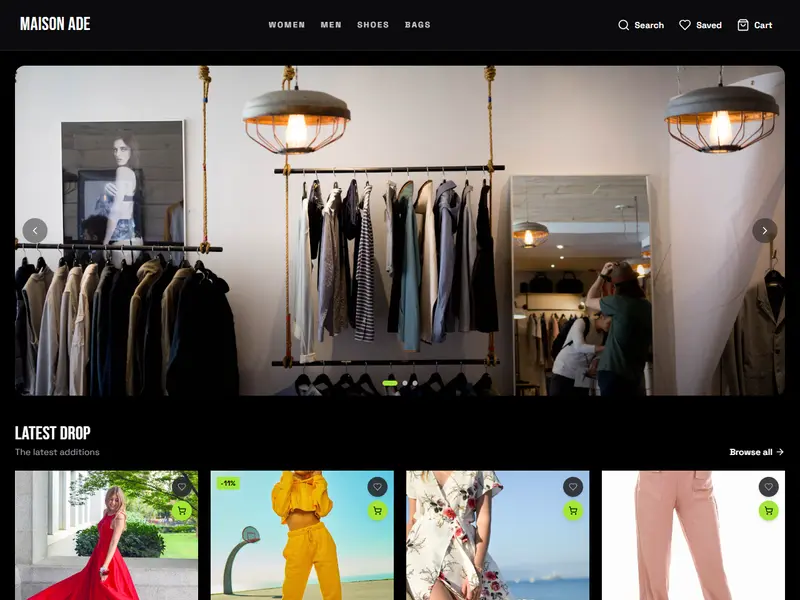 MAISON ADE
WOMEN MEN SHOES BAGS
Search Saved Cart
LATEST DROP
The latest additions
Browse all
-11%